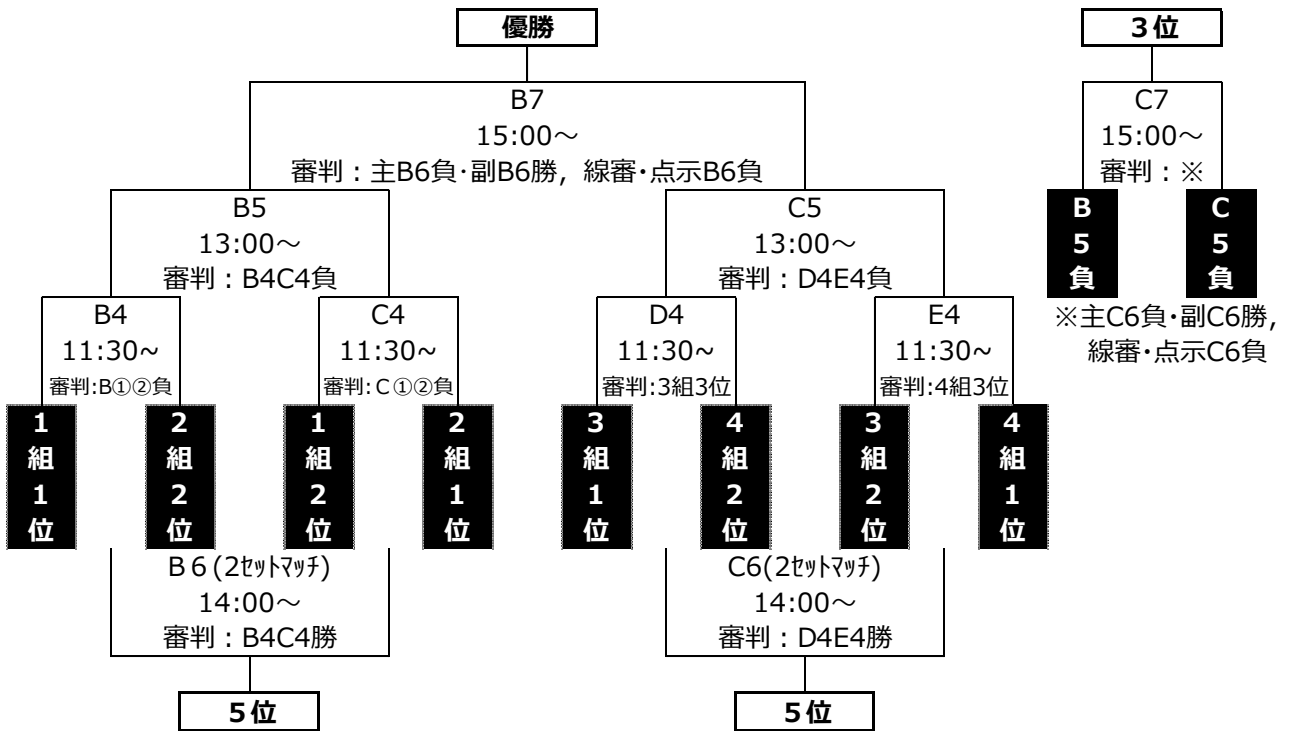 優勝
3位
B7
15:00～
審判：主B6負・副B6勝，線審・点示B6負
C7
15:00～
審判：※
B5負
C5負
※主C6負・副C6勝，
線審・点示C6負
B5
13:00～
審判：B4C4負
C5
13:00～
審判：D4E4負
B4
11:30~
審判:B①②負
C4
11:30~
審判:Ｃ①②負
D4
11:30~
審判:3組3位
E4
11:30~
審判:4組3位
1組1位
2組2位
1組2位
2組1位
3組1位
4組2位
3組2位
4組1位
B６(2ｾｯﾄﾏｯﾁ)
14:00～
審判：B4C4勝
C6(2ｾｯﾄﾏｯﾁ)
14:00～
審判：D4E4勝
5位
5位